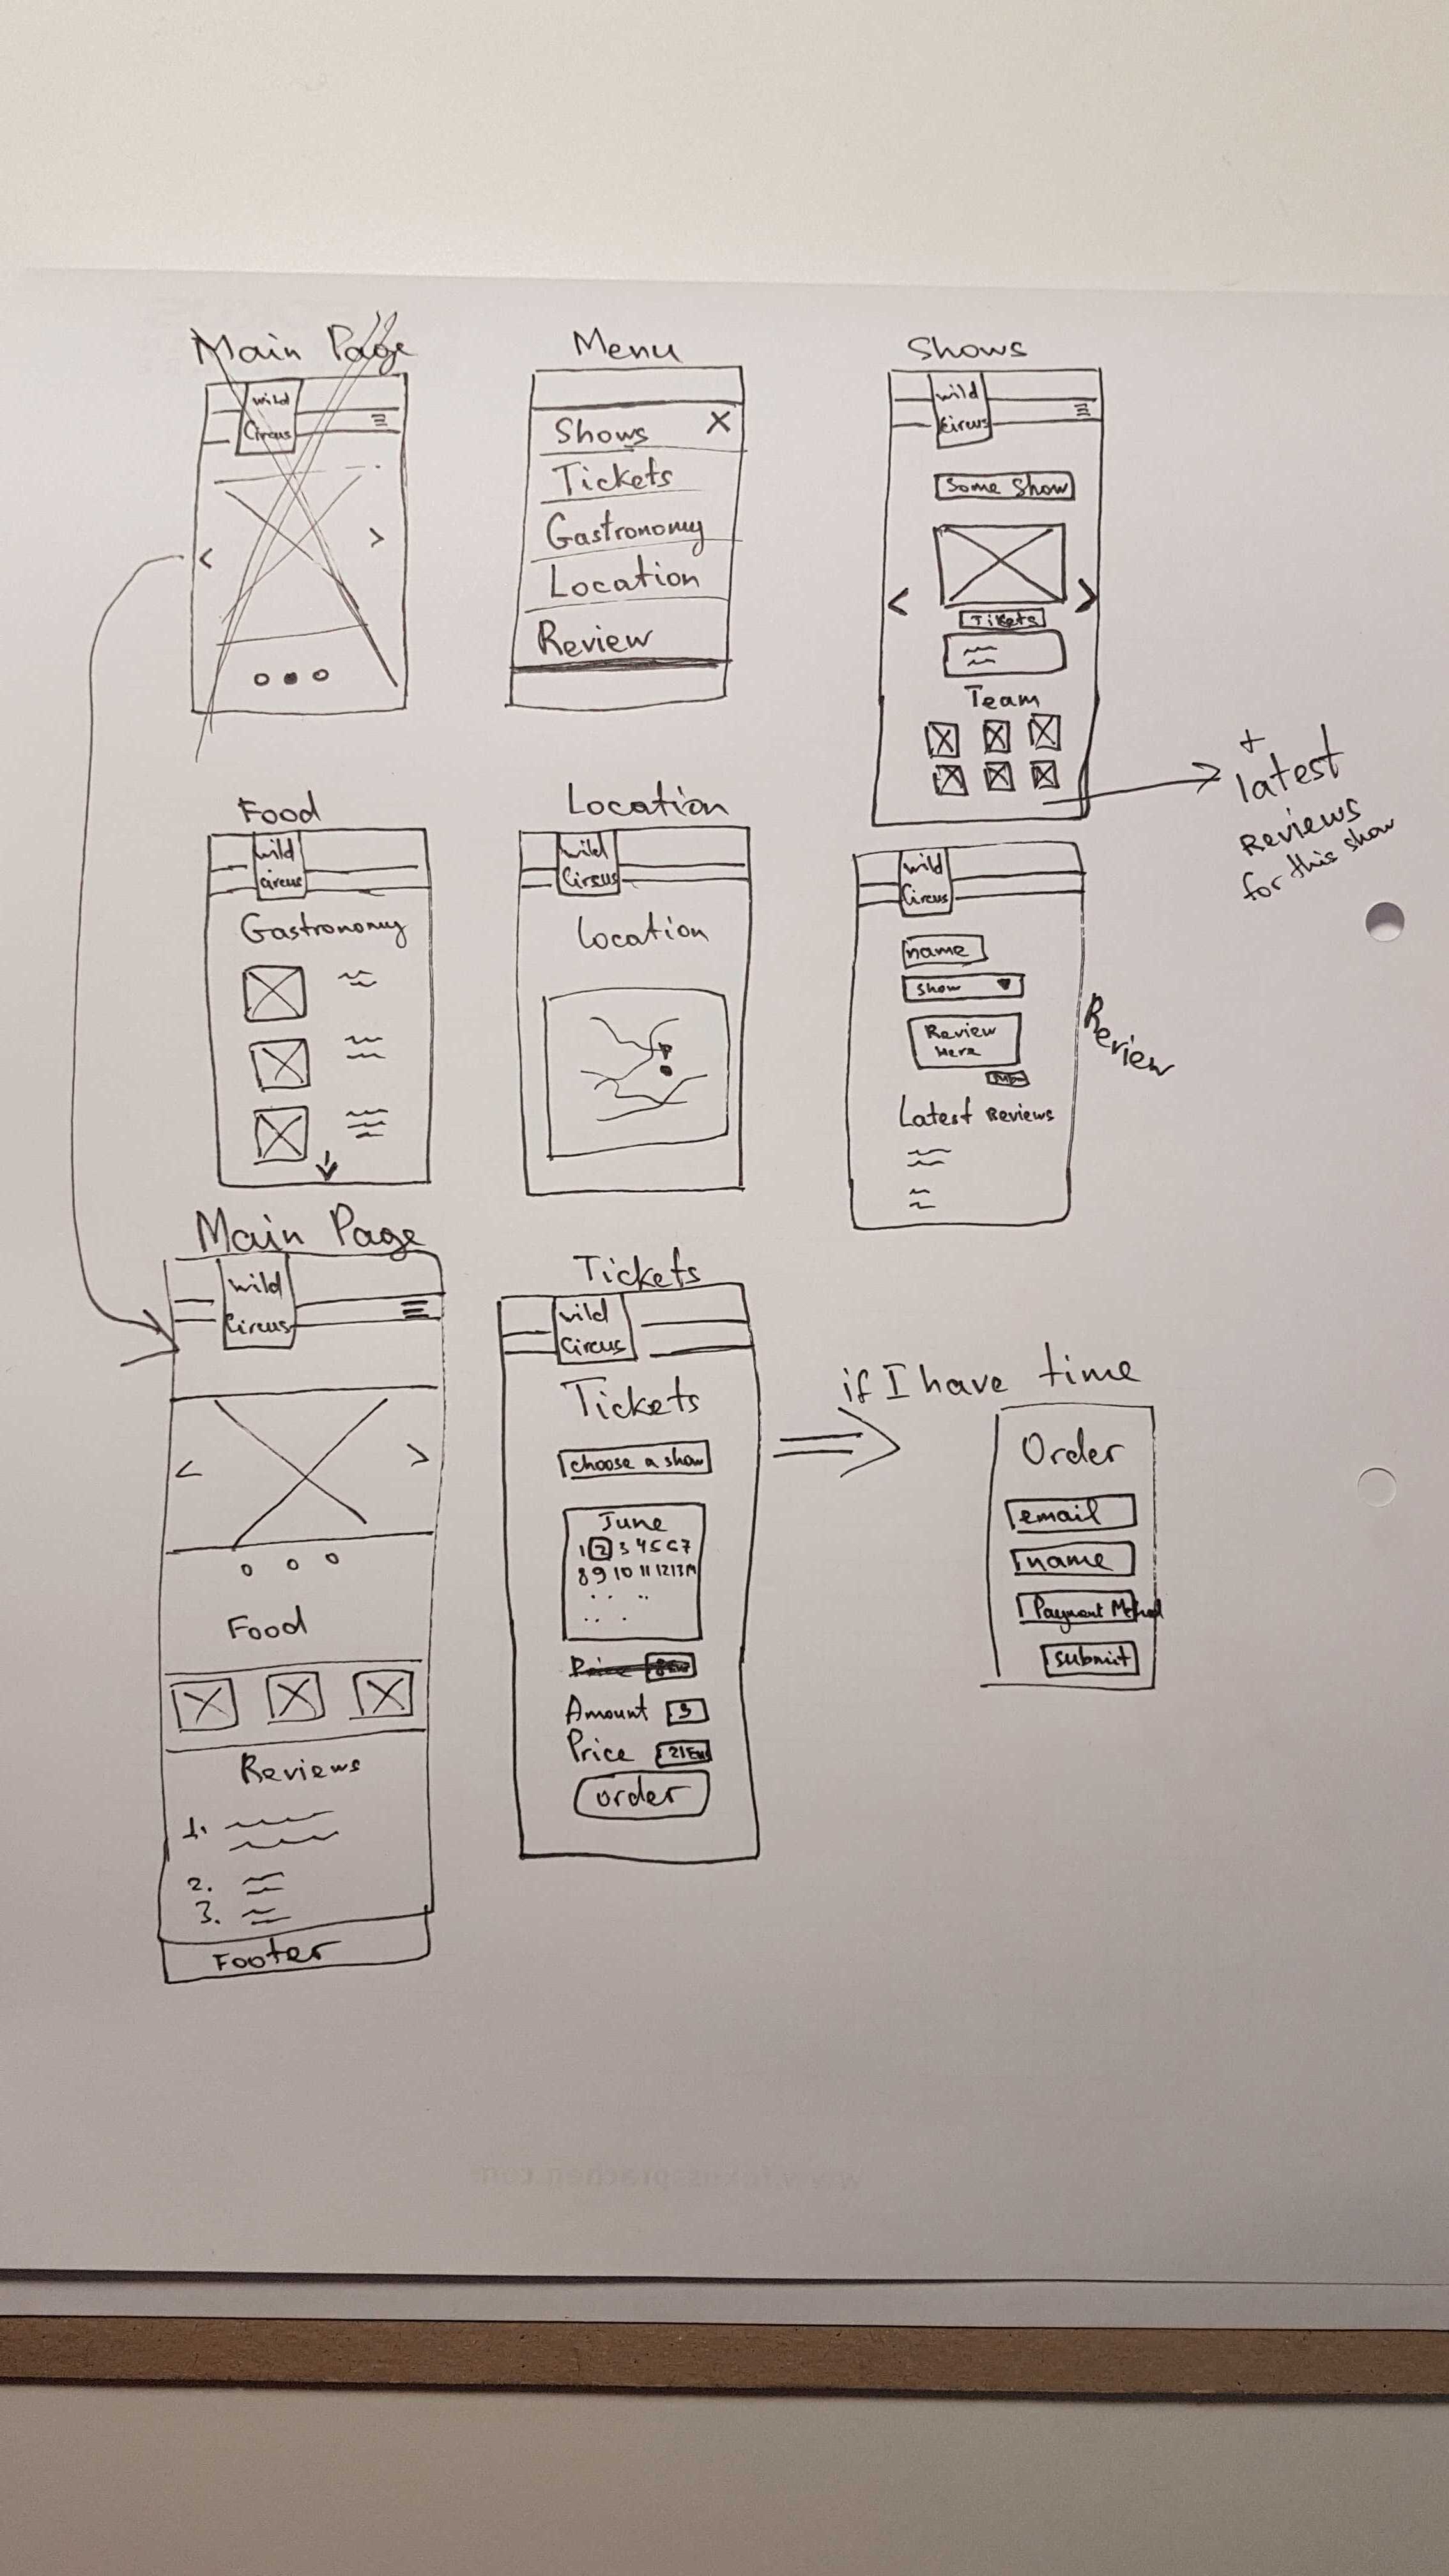 Main Page
wild
Circus
Menu
Shows X
Tickets
Gastronomy
Location
Review
Shows
wild
Circus
Some Show
<
>
Tikets
Team
+
latest
Reviews
for this show
Food
wild
circus
Gastronomy
Location
wild
Circus
Location
wild
Circus
name
show
Review
Here
Latest Reviews
Review
Main Page
wild
Circus
<
>
Food
Reviews
1.
2.
3.
Footer
Tickets
wild
Circus
Tickets
choose a show
June
1 2 3 4 5 6 7
8 9 10 11 12 13 14
Price
Amount 3
Price 21Eur
order
if I have time
Order
email
name
Payment Method
submit